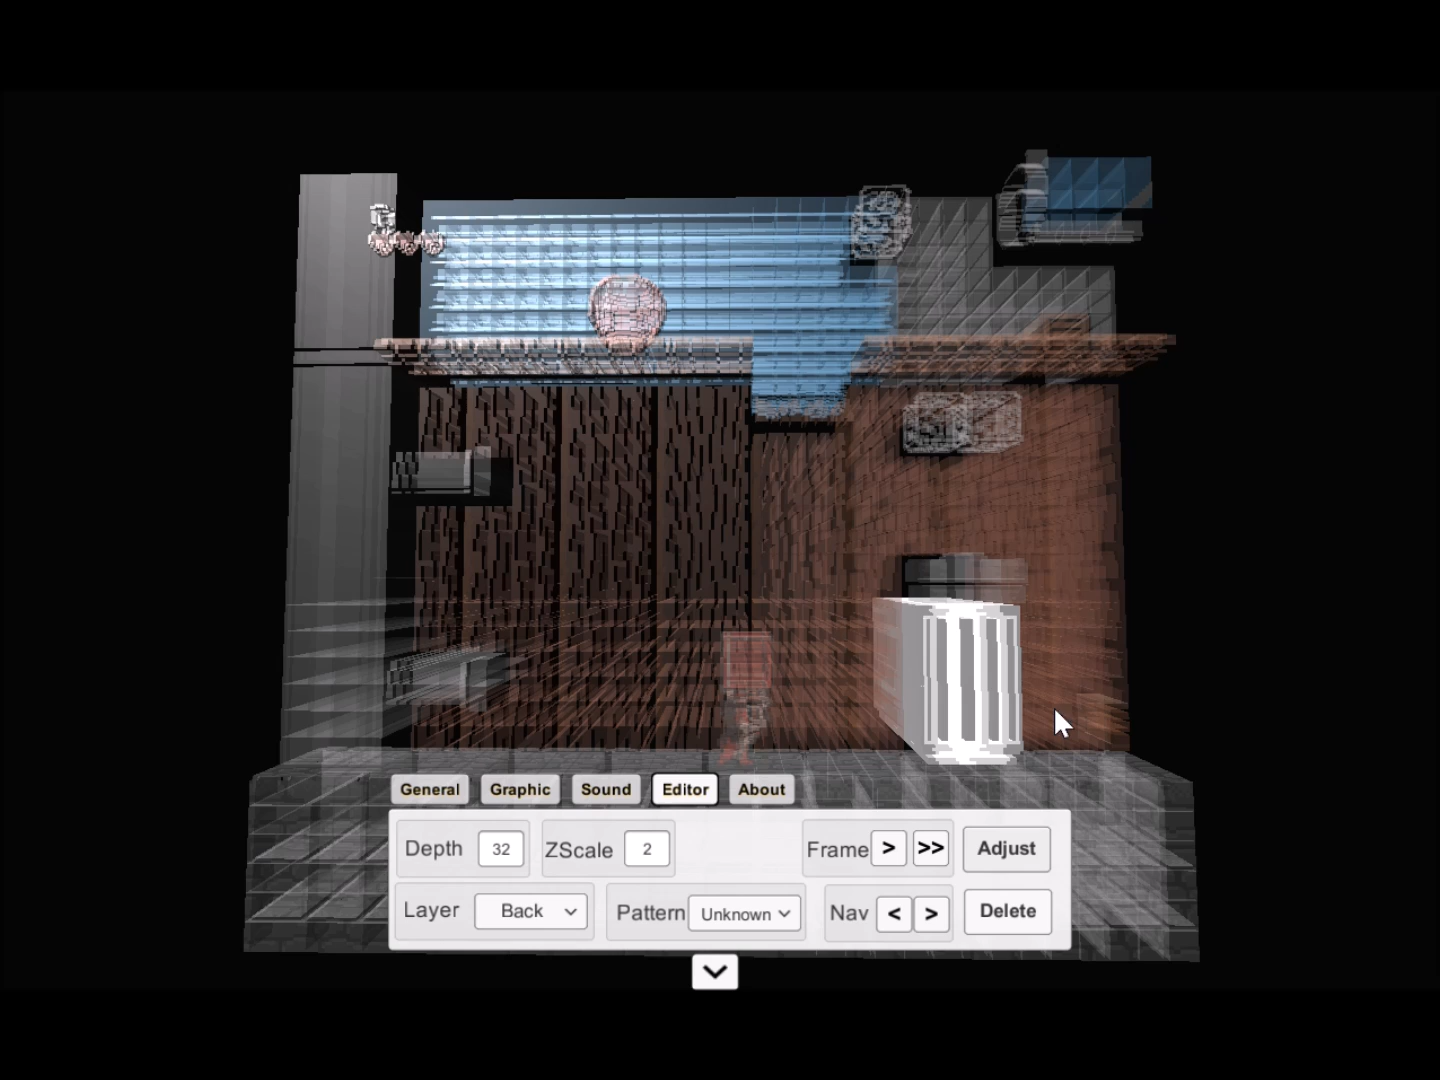 General Graphic Sound Editor About
Depth 32 ZScale 2 Frame > >> Adjust
Layer Back Pattern Unknown Nav < > Delete